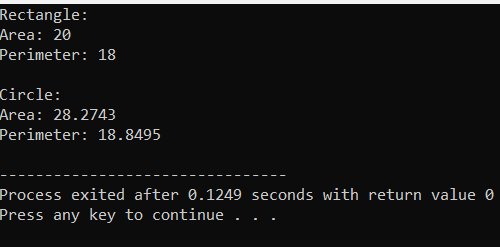 Rectangle:
Area: 20
Perimeter: 18
Circle:
Area: 28.2743
Perimeter: 18.8495
--------------------------------
Process exited after 0.1249 seconds with return value 0
Press any key to continue . . .